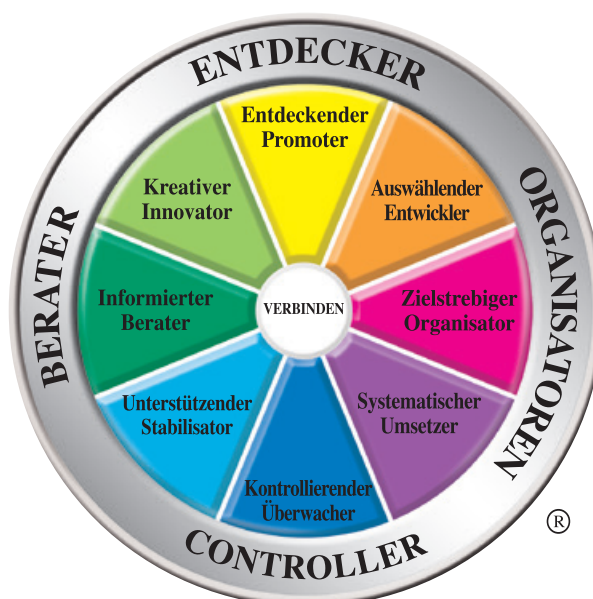 ENTDECKER
Entdeckender
Promoter
Kreativer
Innovator
Auswählender
Entwickler
BERATER
ORGANISATOREN
Informierter
Berater
VERBINDEN
Zielstrebiger
Organisator
Unterstützender
Stabilisator
Systematischer
Umsetzer
Kontrollierender
Überwacher
CONTROLLER
®